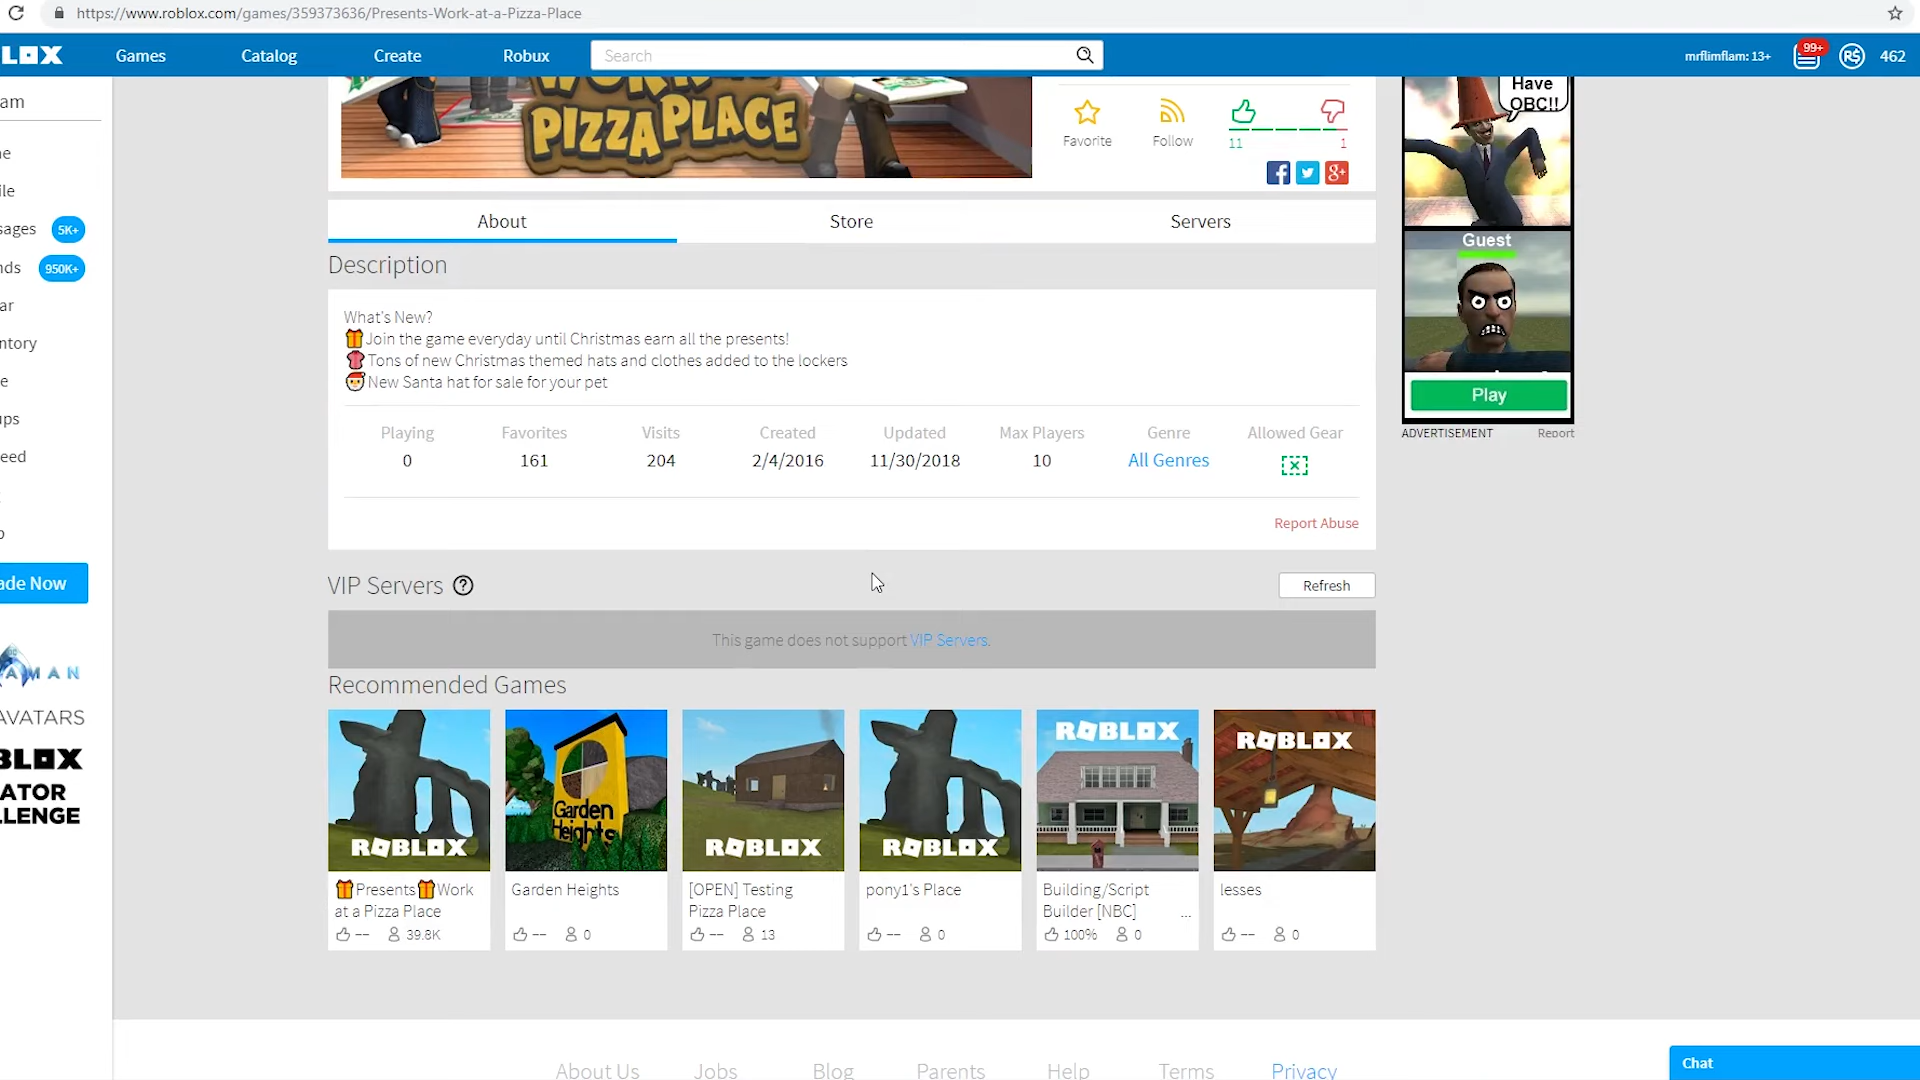 https://www.roblox.com/games/359373636/Presents-Work-at-a-Pizza-Place
LOX
Games
Catalog
Create
Robux
Search
mrflimflam: 13+
99+
R$
462
am
e
ile
sages 5K+
nds 950K+
ar
ntory
e
ups
eed
p
ade Now
AMAN
AVATARS
BLOX
ATOR
LLENGE
WORK
PIZZA PLACE
Favorite
Follow
11
1
g+
Have
OBC!!
Guest
Play
ADVERTISEMENT
Report
About
Store
Servers
Description
What's New?
🎁Join the game everyday until Christmas earn all the presents!
👚Tons of new Christmas themed hats and clothes added to the lockers
🎅New Santa hat for sale for your pet
Playing Favorites Visits Created Updated Max Players Genre Allowed Gear
0 161 204 2/4/2016 11/30/2018 10 All Genres
Report Abuse
VIP Servers ?
Refresh
This game does not support VIP Servers.
Recommended Games
ROBLOX
🎁Presents🎁Work
at a Pizza Place
-- 39.8K
Garden
Heights
Garden Heights
-- 0
ROBLOX
[OPEN] Testing
Pizza Place
-- 13
ROBLOX
pony1's Place
-- 0
ROBLOX
Building/Script
Builder [NBC] ...
100% 0
ROBLOX
lesses
-- 0
About Us
Jobs
Blog
Parents
Help
Terms
Privacy
Chat